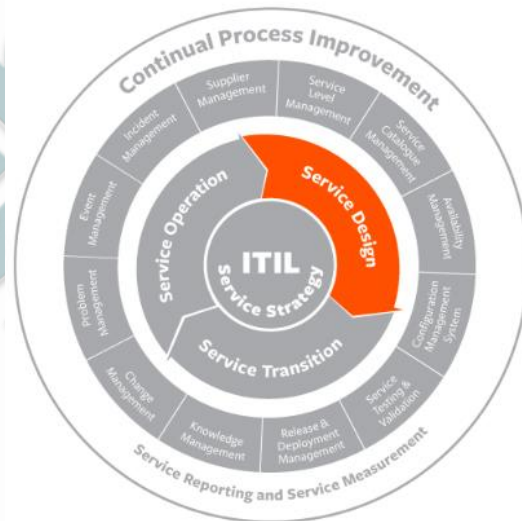 Continual Process Improvement
Supplier
Management
Service
Level
Management
Service
Catalogue
Management
Availability
Management
Configuration
Management
System
Service
Testing &
Validation
Release &
Deployment
Management
Knowledge
Management
Change
Management
Problem
Management
Event
Management
Incident
Management
Service Design
Service Transition
Service Operation
ITIL
Service Strategy
Service Reporting and Service Measurement